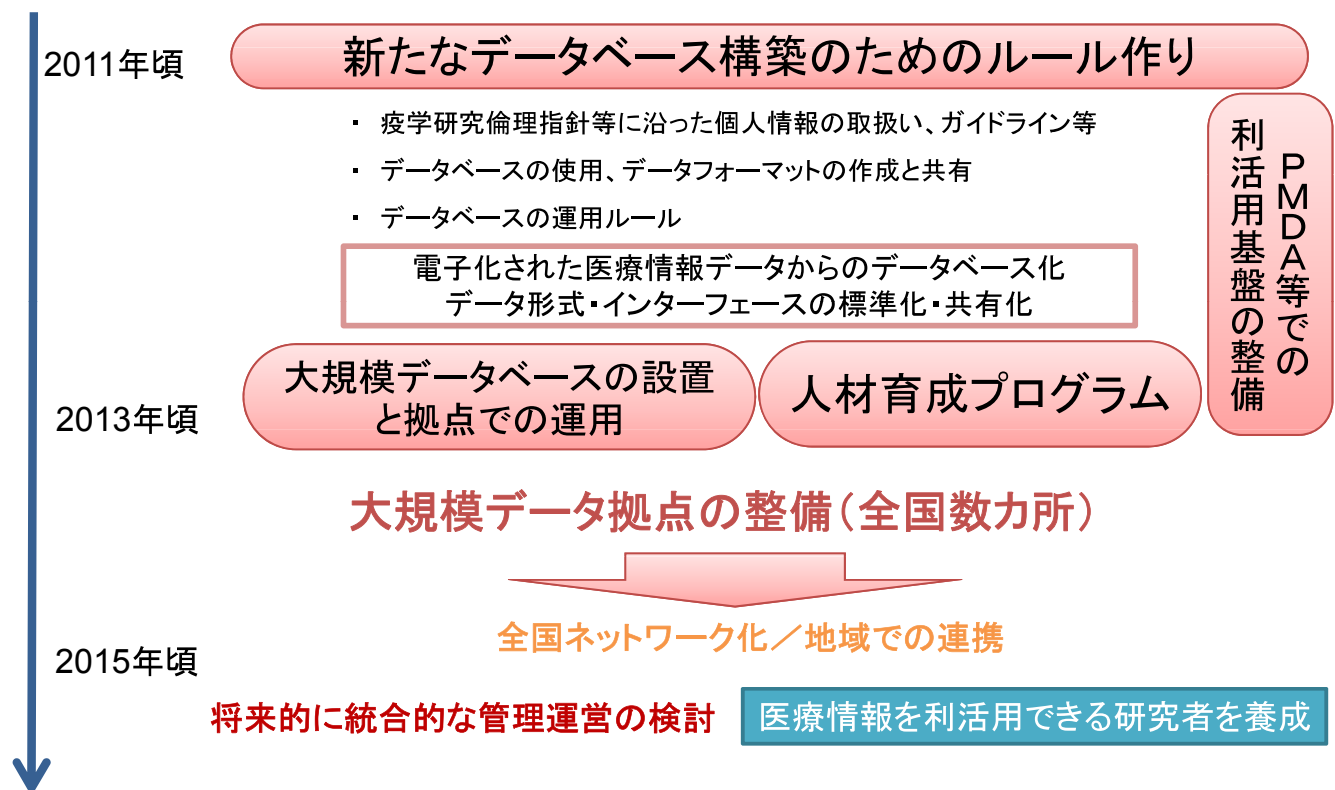 2011年頃
新たなデータベース構築のためのルール作り
・ 疫学研究倫理指針等に沿った個人情報の取扱い、ガイドライン等
・ データベースの使用、データフォーマットの作成と共有
・ データベースの運用ルール
電子化された医療情報データからのデータベース化
データ形式・インターフェースの標準化・共有化
PMDA等での
利活用基盤の整備
2013年頃
大規模データベースの設置
と拠点での運用
人材育成プログラム
大規模データ拠点の整備（全国数カ所）
全国ネットワーク化／地域での連携
2015年頃
将来的に統合的な管理運営の検討
医療情報を利活用できる研究者を養成